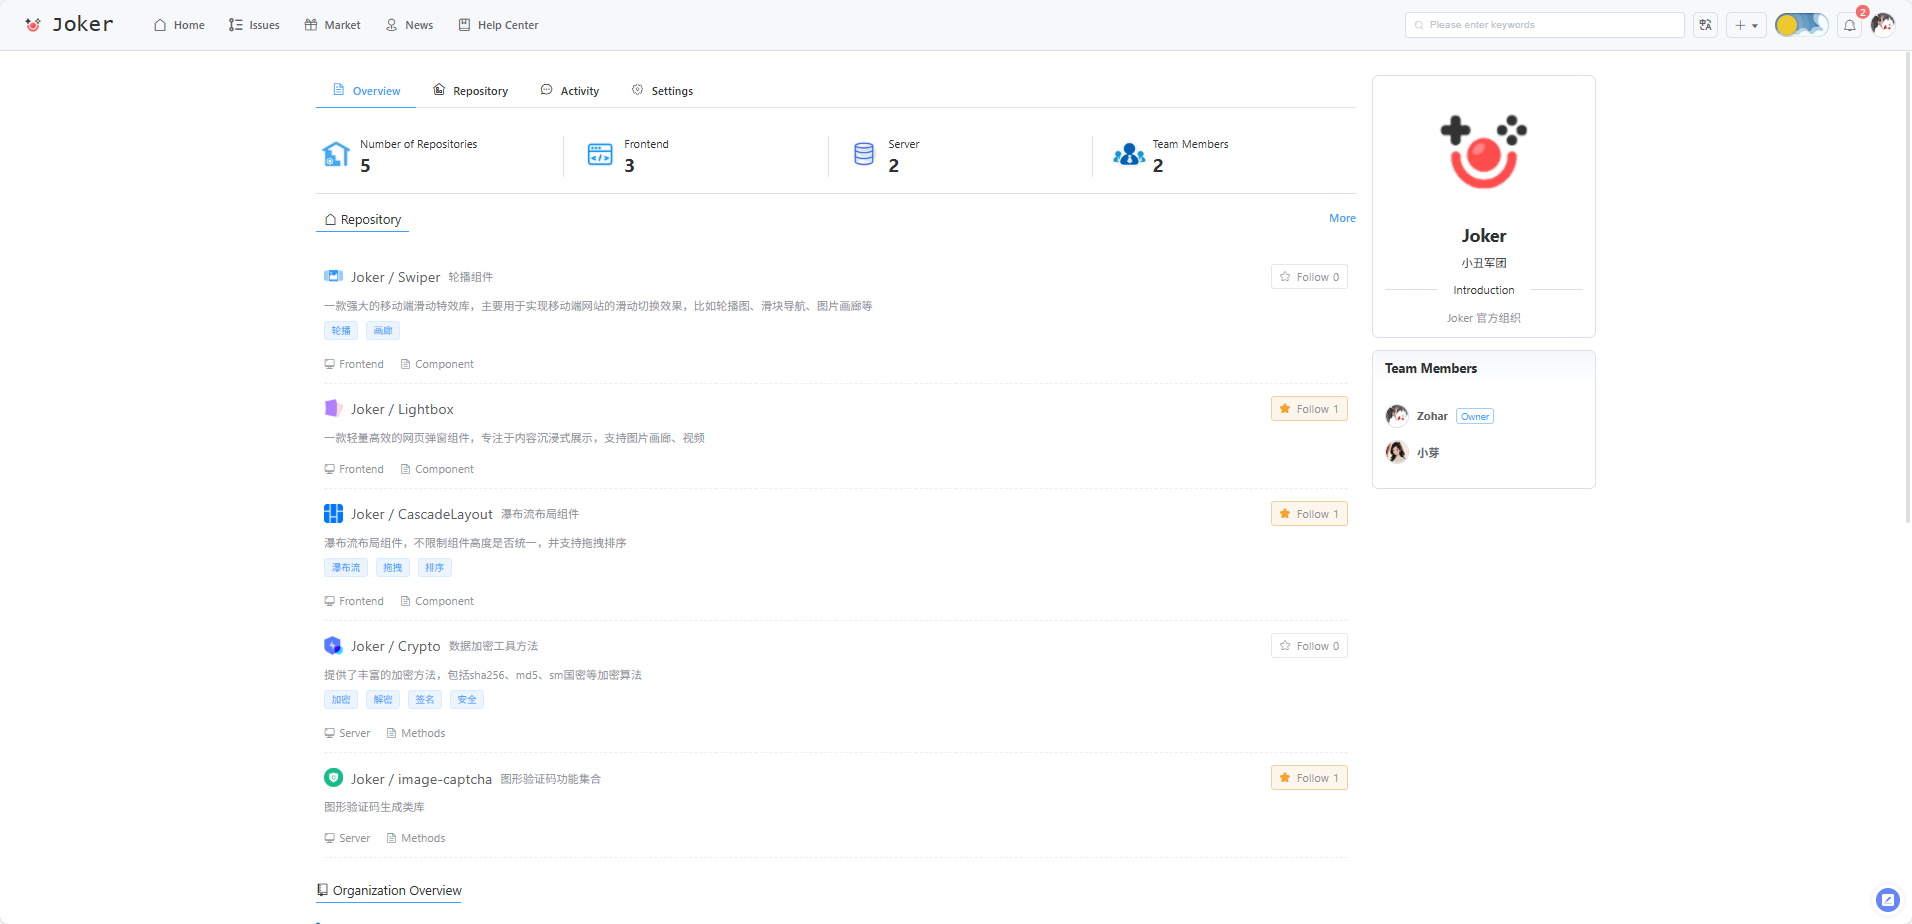 Joker Home Issues Market News Help Center Please enter keywords 2
Overview Repository Activity Settings
Number of Repositories Frontend Server Team Members
5 3 2 2
Repository More
Joker / Swiper 轮播组件 Follow 0
一款强大的移动端滑动特效库，主要用于实现移动端网站的滑动切换效果，比如轮播图、滑块导航、图片画廊等
轮播 画廊
Frontend Component
Joker / Lightbox Follow 1
一款轻量高效的网页弹窗组件，专注于内容沉浸式展示，支持图片画廊、视频
Frontend Component
Joker / CascadeLayout 瀑布流布局组件 Follow 1
瀑布流布局组件，不限制组件高度是否统一，并支持拖拽排序
瀑布流 拖拽 排序
Frontend Component
Joker / Crypto 数据加密工具方法 Follow 0
提供了丰富的加密方法，包括sha256、md5、sm国密等加密算法
加密 解密 签名 安全
Server Methods
Joker / image-captcha 图形验证码功能集合 Follow 1
图形验证码生成类库
Server Methods
Organization Overview
Joker
小丑军团
Introduction
Joker 官方组织
Team Members
Zohar Owner
小芽